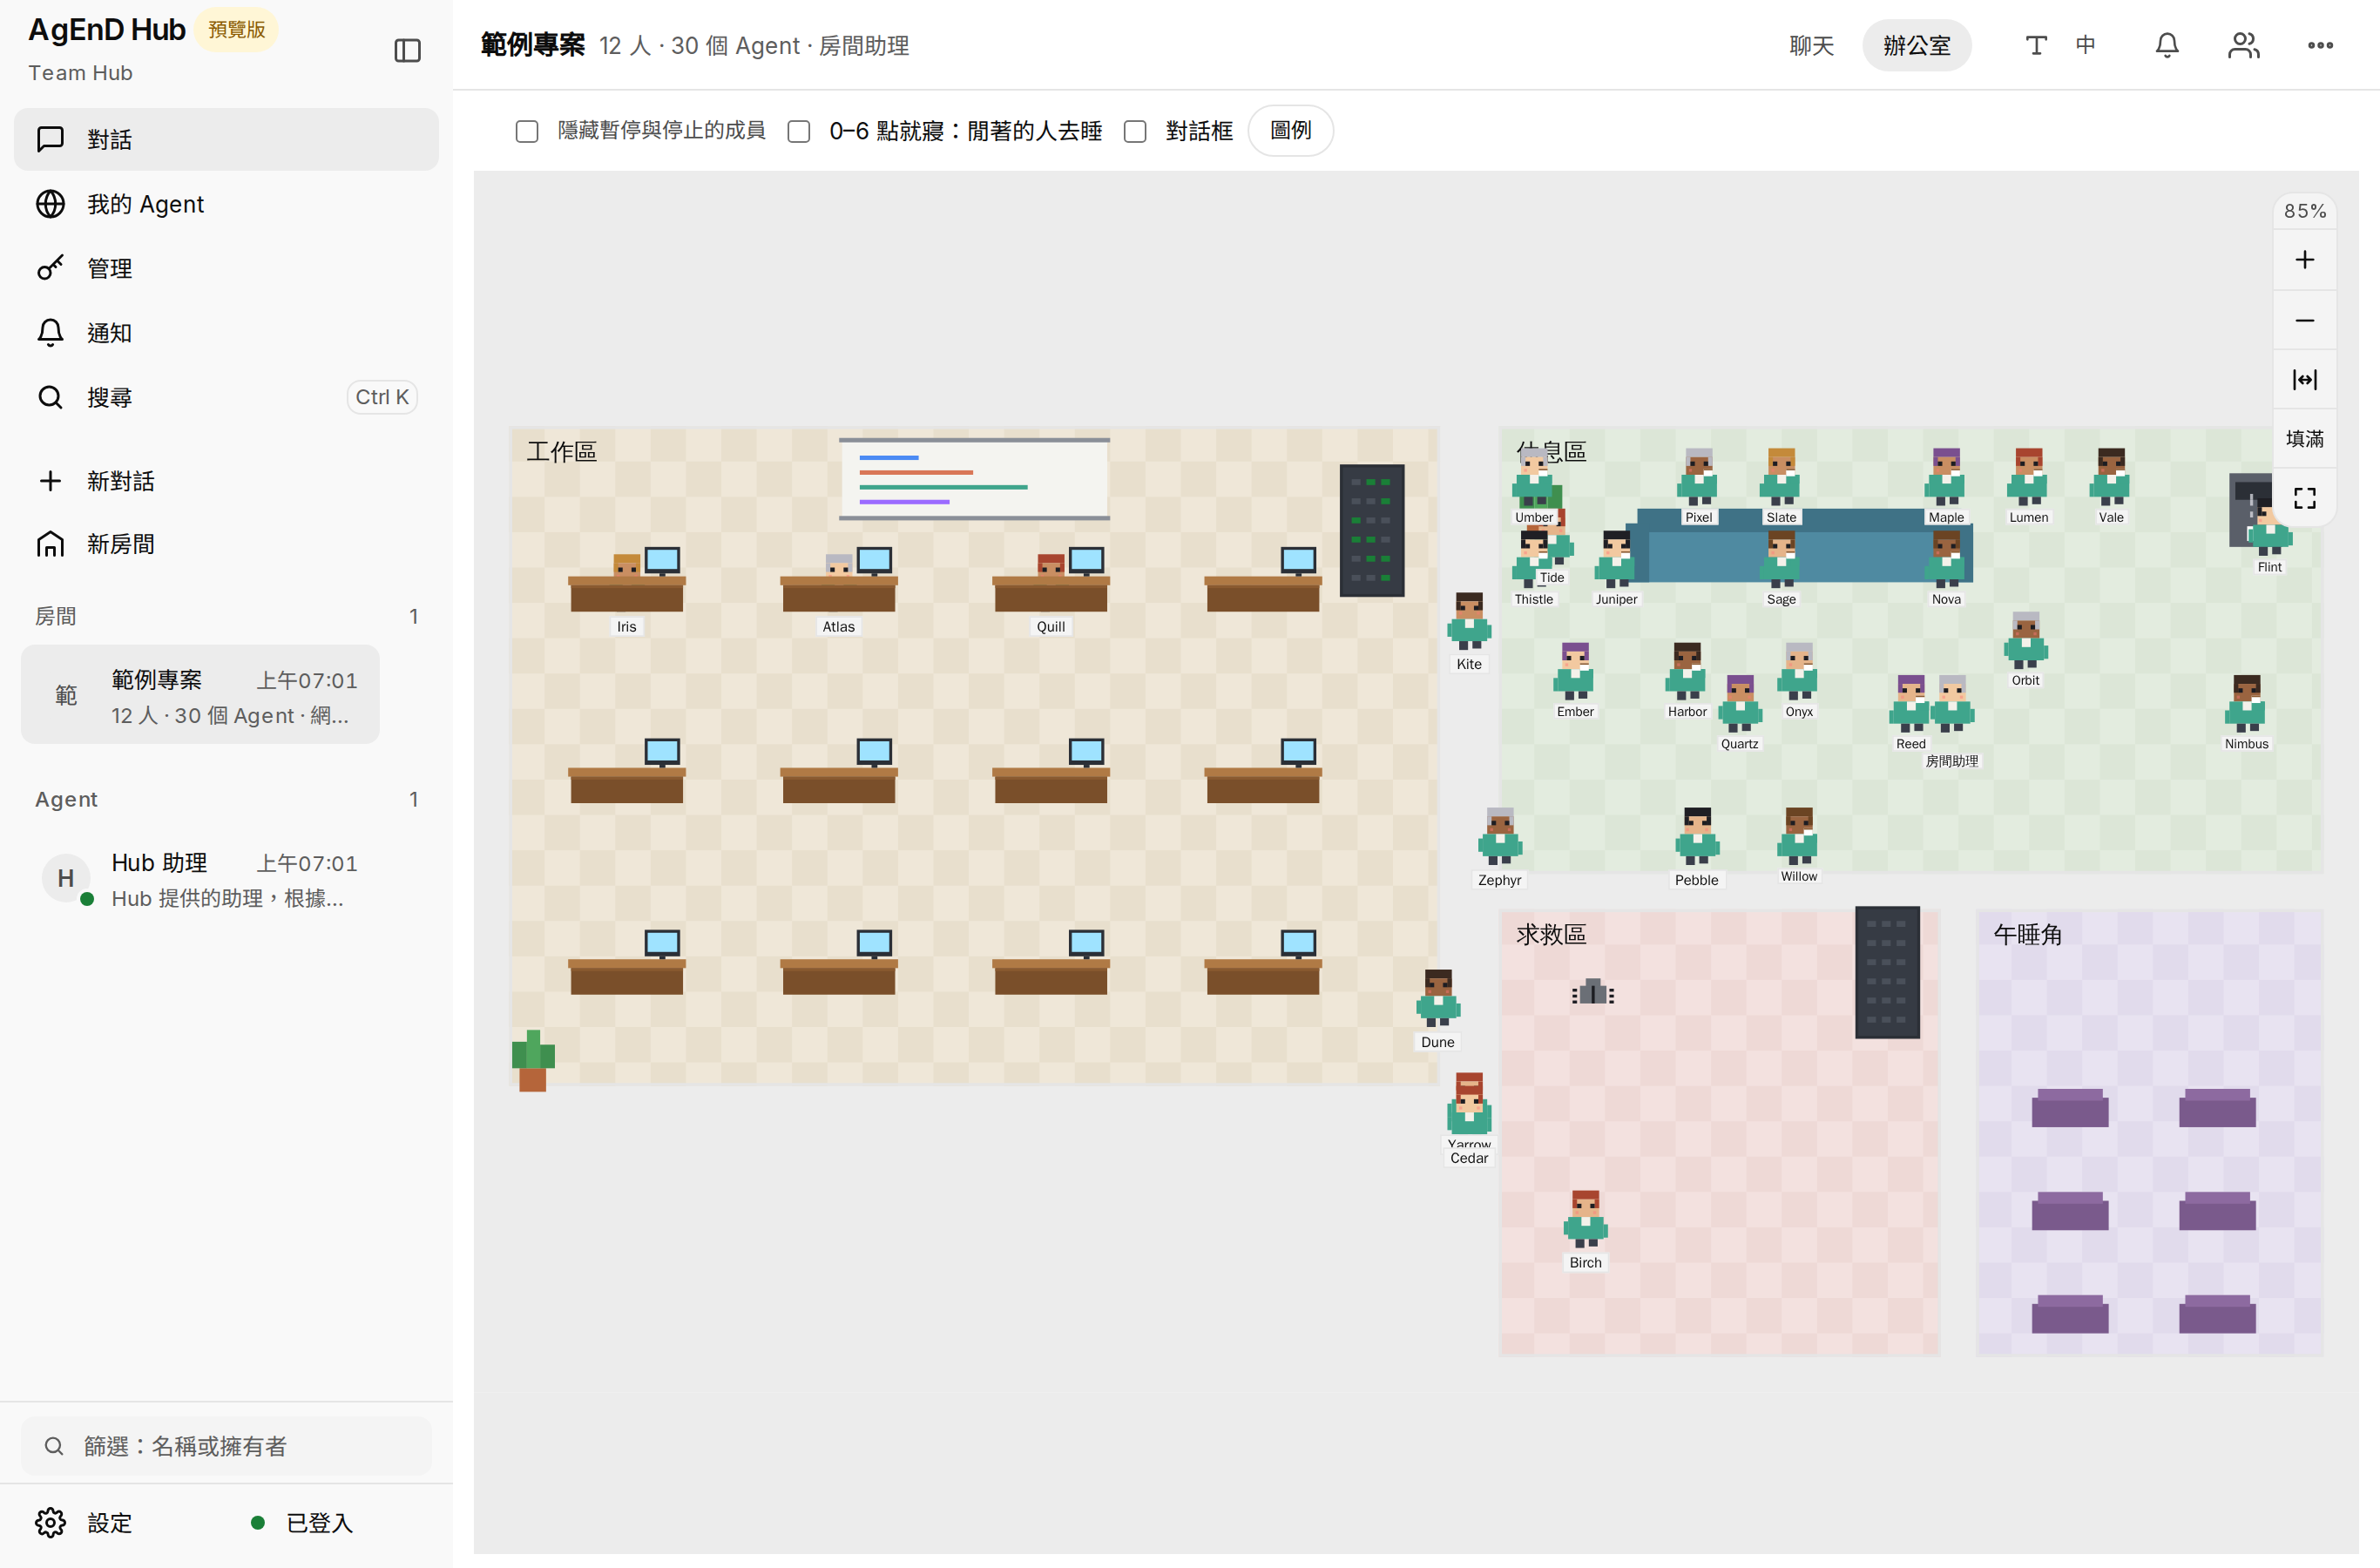 AgEnD Hub 預覽版
Team Hub
對話
我的 Agent
管理
通知
搜尋 Ctrl K
新對話
新房間
房間 1
範 範例專案 上午07:01
12 人 · 30 個 Agent · 網...
Agent 1
H Hub 助理 上午07:01
Hub 提供的助理，根據...
篩選：名稱或擁有者
設定 已登入
範例專案 12 人 · 30 個 Agent · 房間助理
聊天 辦公室 中
隱藏暫停與停止的成員 0–6 點就寢：閒著的人去睡 對話框 圖例
85%
填滿
工作區
Iris Atlas Quill
休息區
Umber Pixel Slate Maple Lumen Vale
Flint
Tide
Thistle Juniper Sage Nova
Kite
Orbit
Ember Harbor Onyx
Quartz Reed Nimbus
房間助理
Zephyr Pebble Willow
求救區
午睡角
Dune
Yarrow
Cedar
Birch